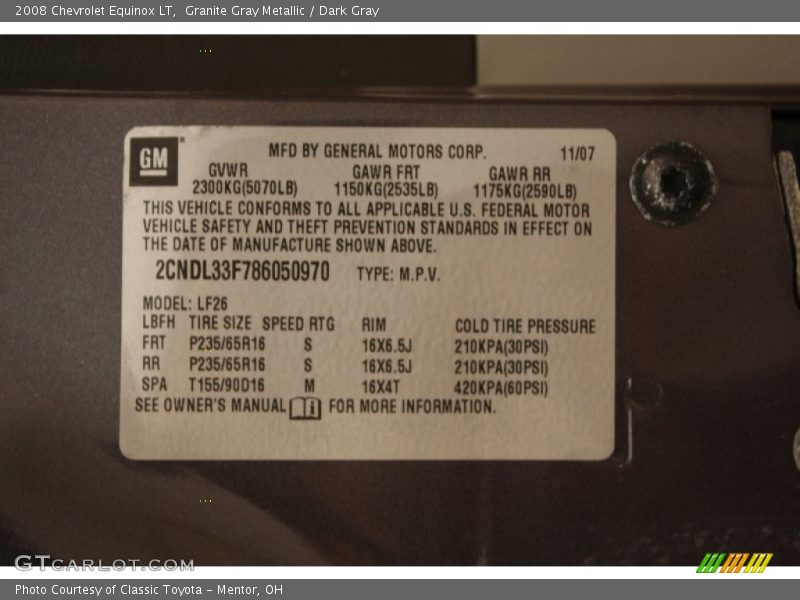 2008 Chevrolet Equinox LT,  Granite Gray Metallic / Dark Gray
GM
MFD BY GENERAL MOTORS CORP. 11/07
GVWR GAWR FRT GAWR RR
2300KG(5070LB) 1150KG(2535LB) 1175KG(2590LB)
THIS VEHICLE CONFORMS TO ALL APPLICABLE U.S. FEDERAL MOTOR
VEHICLE SAFETY AND THEFT PREVENTION STANDARDS IN EFFECT ON
THE DATE OF MANUFACTURE SHOWN ABOVE.
2CNDL33F786050970 TYPE: M.P.V.
MODEL: LF26
LBFH TIRE SIZE SPEED RTG RIM COLD TIRE PRESSURE
FRT P235/65R16 S 16X6.5J 210KPA(30PSI)
RR P235/65R16 S 16X6.5J 210KPA(30PSI)
SPA T155/90D16 M 16X4T 420KPA(60PSI)
SEE OWNER'S MANUAL i FOR MORE INFORMATION.
GTCARLOT.COM
Photo Courtesy of Classic Toyota - Mentor, OH